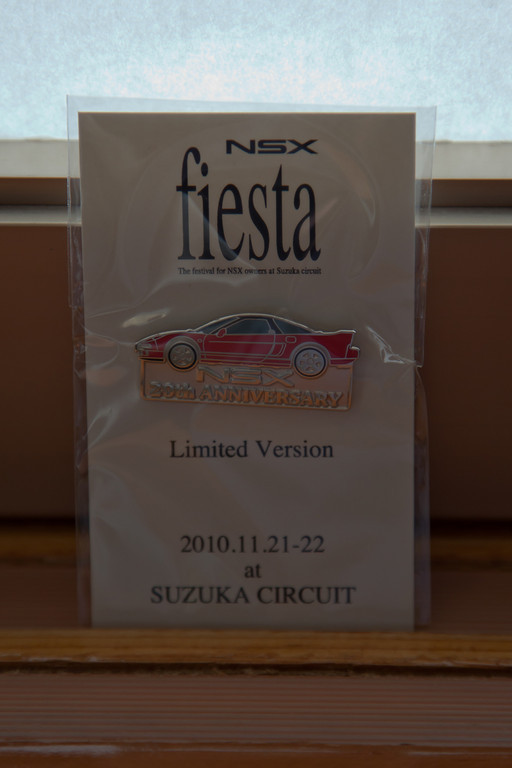 NSX
fiesta
The festival for NSX owners at Suzuka circuit
NSX
20th ANNIVERSARY
Limited Version
2010.11.21-22
at
SUZUKA CIRCUIT